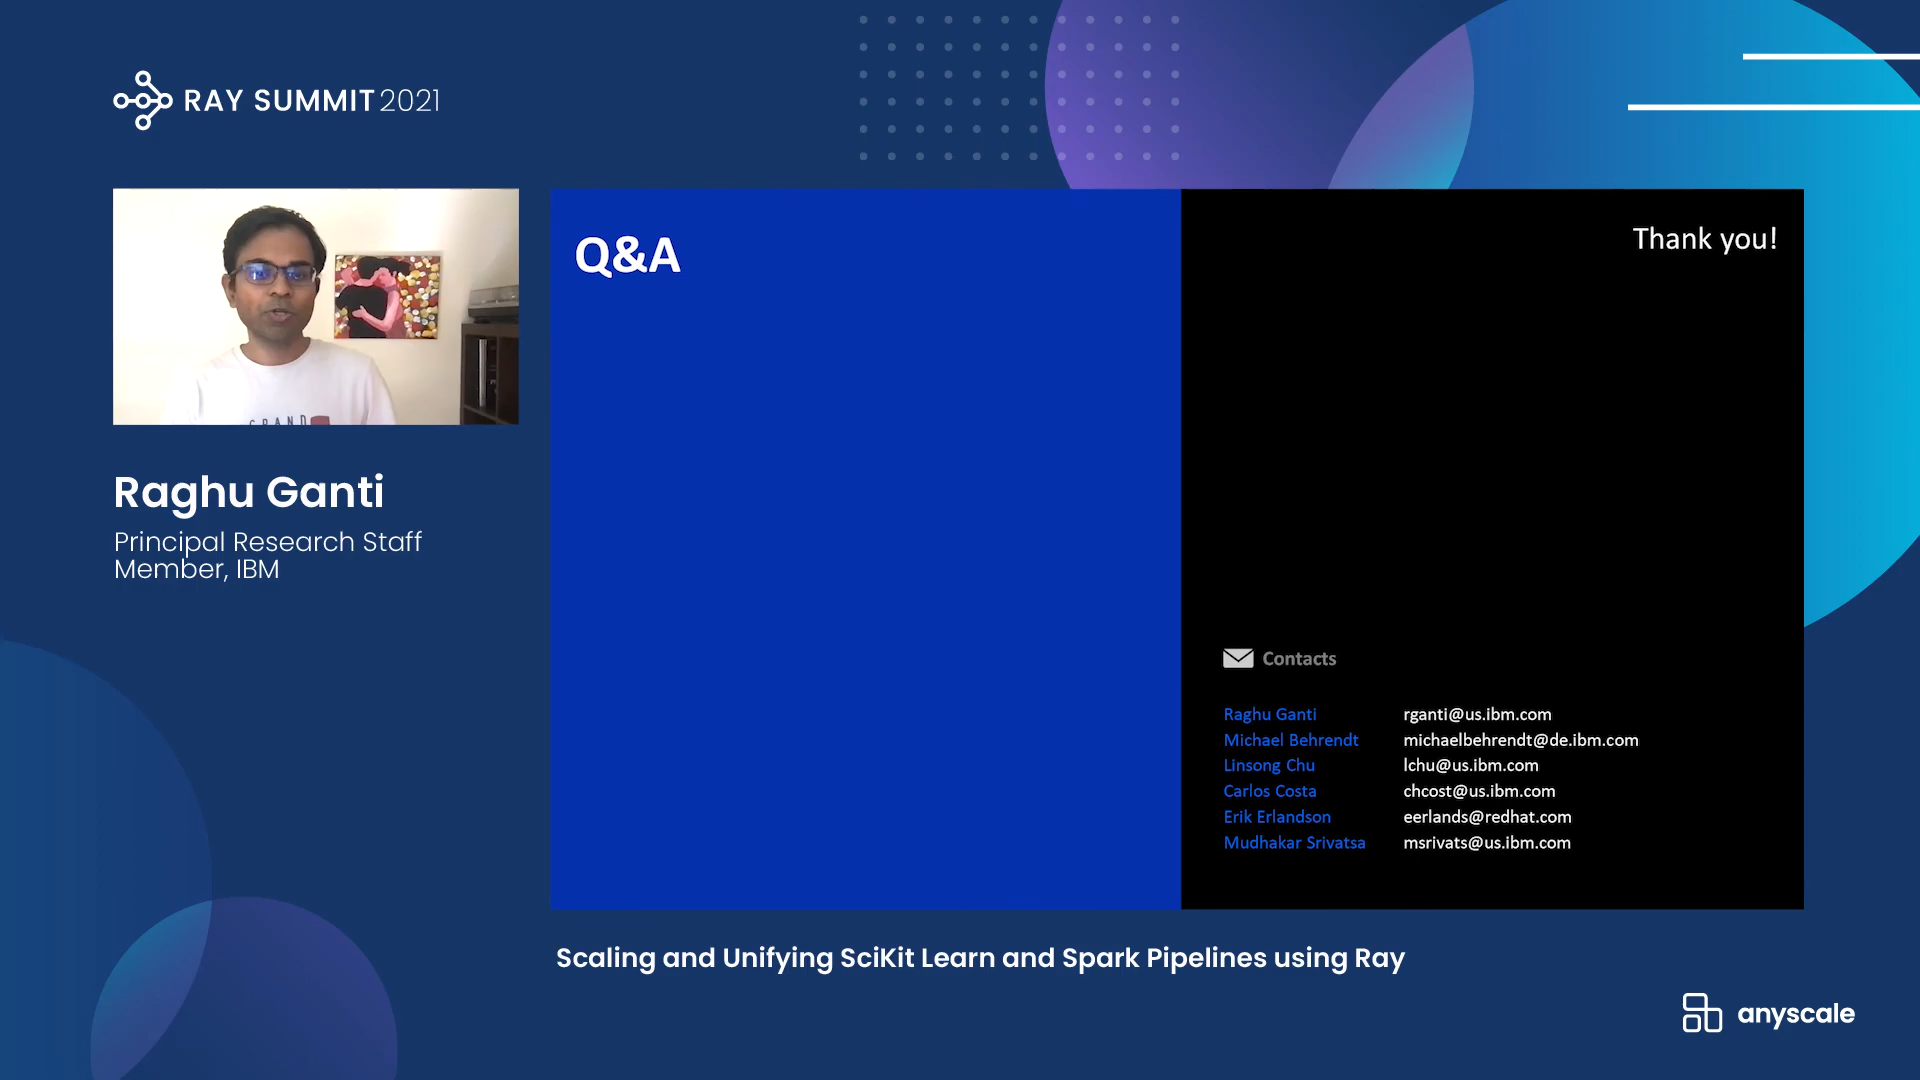 RAY SUMMIT 2021
GRAND
Raghu Ganti
Principal Research Staff
Member, IBM
Q&A
Thank you!
Contacts
Raghu Ganti rganti@us.ibm.com
Michael Behrendt michaelbehrendt@de.ibm.com
Linsong Chu lchu@us.ibm.com
Carlos Costa chcost@us.ibm.com
Erik Erlandson eerlands@redhat.com
Mudhakar Srivatsa msrivats@us.ibm.com
Scaling and Unifying SciKit Learn and Spark Pipelines using Ray
anyscale